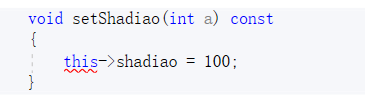 void setShadiao(int a) const
{
    this->shadiao = 100;
}